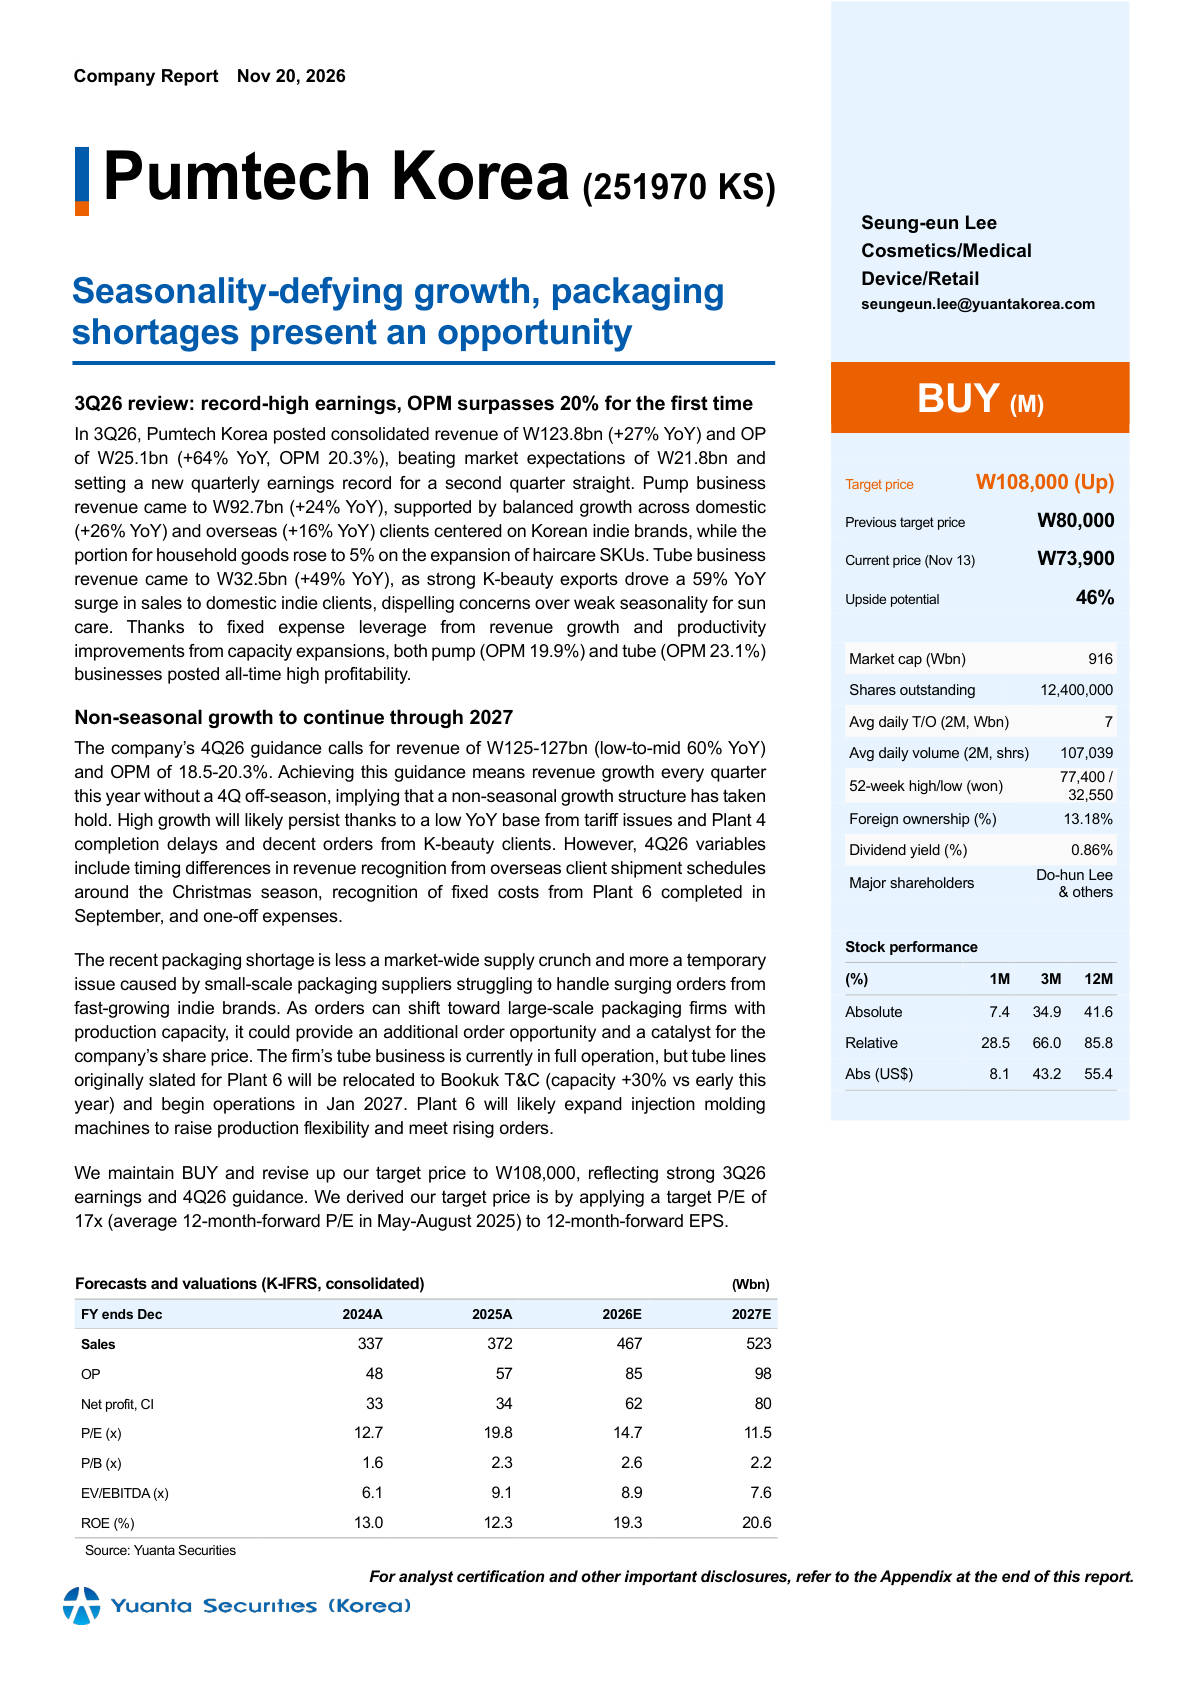 Company Report Nov 20, 2026
Pumtech Korea (251970 KS)
Seasonality-defying growth, packaging
shortages present an opportunity
3Q26 review: record-high earnings, OPM surpasses 20% for the first time
In 3Q26, Pumtech Korea posted consolidated revenue of W123.8bn (+27% YoY) and OP
of W25.1bn (+64% YoY, OPM 20.3%), beating market expectations of W21.8bn and
setting a new quarterly earnings record for a second quarter straight. Pump business
revenue came to W92.7bn (+24% YoY), supported by balanced growth across domestic
(+26% YoY) and overseas (+16% YoY) clients centered on Korean indie brands, while the
portion for household goods rose to 5% on the expansion of haircare SKUs. Tube business
revenue came to W32.5bn (+49% YoY), as strong K-beauty exports drove a 59% YoY
surge in sales to domestic indie clients, dispelling concerns over weak seasonality for sun
care. Thanks to fixed expense leverage from revenue growth and productivity
improvements from capacity expansions, both pump (OPM 19.9%) and tube (OPM 23.1%)
businesses posted all-time high profitability.
Non-seasonal growth to continue through 2027
The company's 4Q26 guidance calls for revenue of W125-127bn (low-to-mid 60% YoY)
and OPM of 18.5-20.3%. Achieving this guidance means revenue growth every quarter
this year without a 4Q off-season, implying that a non-seasonal growth structure has taken
hold. High growth will likely persist thanks to a low YoY base from tariff issues and Plant 4
completion delays and decent orders from K-beauty clients. However, 4Q26 variables
include timing differences in revenue recognition from overseas client shipment schedules
around the Christmas season, recognition of fixed costs from Plant 6 completed in
September, and one-off expenses.
The recent packaging shortage is less a market-wide supply crunch and more a temporary
issue caused by small-scale packaging suppliers struggling to handle surging orders from
fast-growing indie brands. As orders can shift toward large-scale packaging firms with
production capacity, it could provide an additional order opportunity and a catalyst for the
company's share price. The firm's tube business is currently in full operation, but tube lines
originally slated for Plant 6 will be relocated to Bookuk T&C (capacity +30% vs early this
year) and begin operations in Jan 2027. Plant 6 will likely expand injection molding
machines to raise production flexibility and meet rising orders.
We maintain BUY and revise up our target price to W108,000, reflecting strong 3Q26
earnings and 4Q26 guidance. We derived our target price is by applying a target P/E of
17x (average 12-month-forward P/E in May-August 2025) to 12-month-forward EPS.
Forecasts and valuations (K-IFRS, consolidated) (Wbn)
FY ends Dec 2024A 2025A 2026E 2027E
Sales 337 372 467 523
OP 48 57 85 98
Net profit, CI 33 34 62 80
P/E (x) 12.7 19.8 14.7 11.5
P/B (x) 1.6 2.3 2.6 2.2
EV/EBITDA (x) 6.1 9.1 8.9 7.6
ROE (%) 13.0 12.3 19.3 20.6
Source: Yuanta Securities
Seung-eun Lee
Cosmetics/Medical
Device/Retail
seungeun.lee@yuantakorea.com
BUY (M)
Target price W108,000 (Up)
Previous target price W80,000
Current price (Nov 13) W73,900
Upside potential 46%
Market cap (Wbn) 916
Shares outstanding 12,400,000
Avg daily T/O (2M, Wbn) 7
Avg daily volume (2M, shrs) 107,039
52-week high/low (won) 77,400 /
32,550
Foreign ownership (%) 13.18%
Dividend yield (%) 0.86%
Major shareholders Do-hun Lee
& others
Stock performance
(%) 1M 3M 12M
Absolute 7.4 34.9 41.6
Relative 28.5 66.0 85.8
Abs (US$) 8.1 43.2 55.4
For analyst certification and other important disclosures, refer to the Appendix at the end of this report.
Yuanta Securities (Korea)